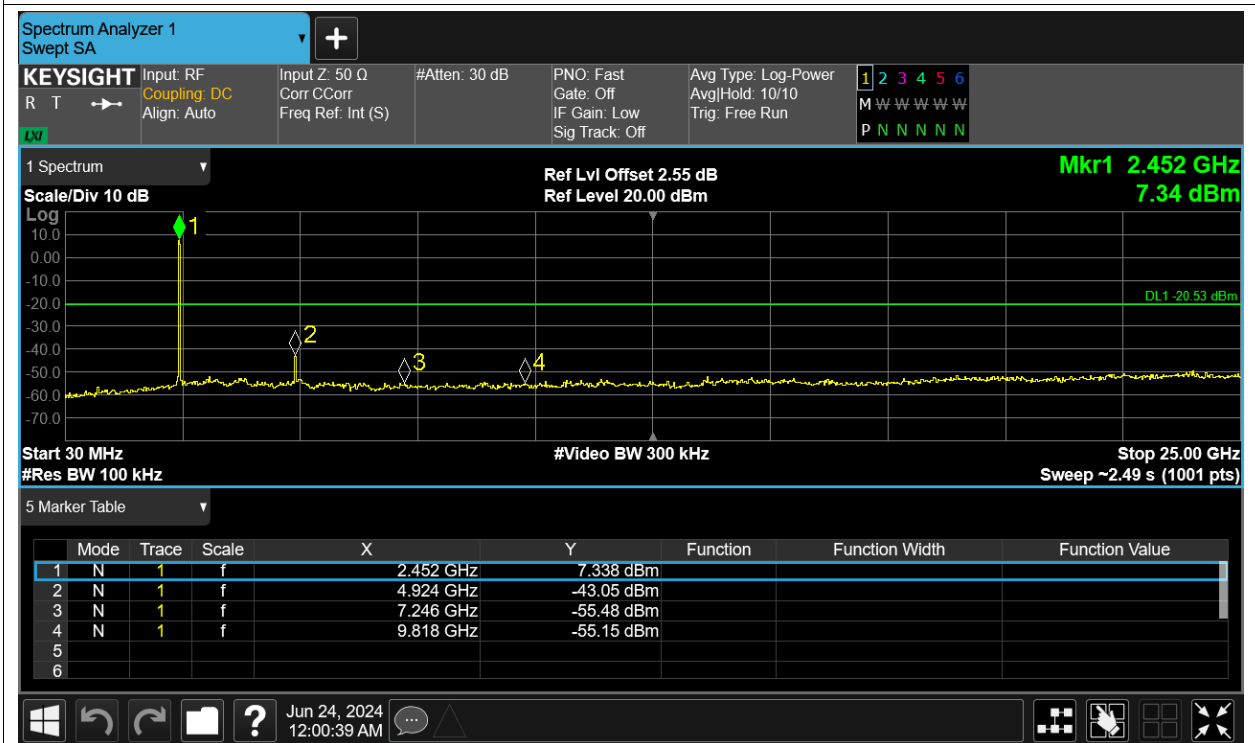 Spectrum Analyzer 1
Swept SA
KEYSIGHT Input: RF Input Z: 50 Ω #Atten: 30 dB PNO: Fast Avg Type: Log-Power 1 2 3 4 5 6
R T Coupling: DC Corr CCorr Gate: Off Avg|Hold: 10/10 M W W W W W
Align: Auto Freq Ref: Int (S) IF Gain: Low Trig: Free Run
LXI Sig Track: Off P N N N N N
1 Spectrum Ref Lvl Offset 2.55 dB Mkr1 2.452 GHz
Scale/Div 10 dB Ref Level 20.00 dBm 7.34 dBm
Log
1
10.0
0.00
-10.0
-20.0 DL1 -20.53 dBm
-30.0
2
-40.0
3 4
-50.0
-60.0
-70.0
Start 30 MHz #Video BW 300 kHz Stop 25.00 GHz
#Res BW 100 kHz Sweep ~2.49 s (1001 pts)
5 Marker Table
Mode Trace Scale X Y Function Function Width Function Value
1 N 1 f 2.452 GHz 7.338 dBm
2 N 1 f 4.924 GHz -43.05 dBm
3 N 1 f 7.246 GHz -55.48 dBm
4 N 1 f 9.818 GHz -55.15 dBm
5
6
? Jun 24, 2024
12:00:39 AM